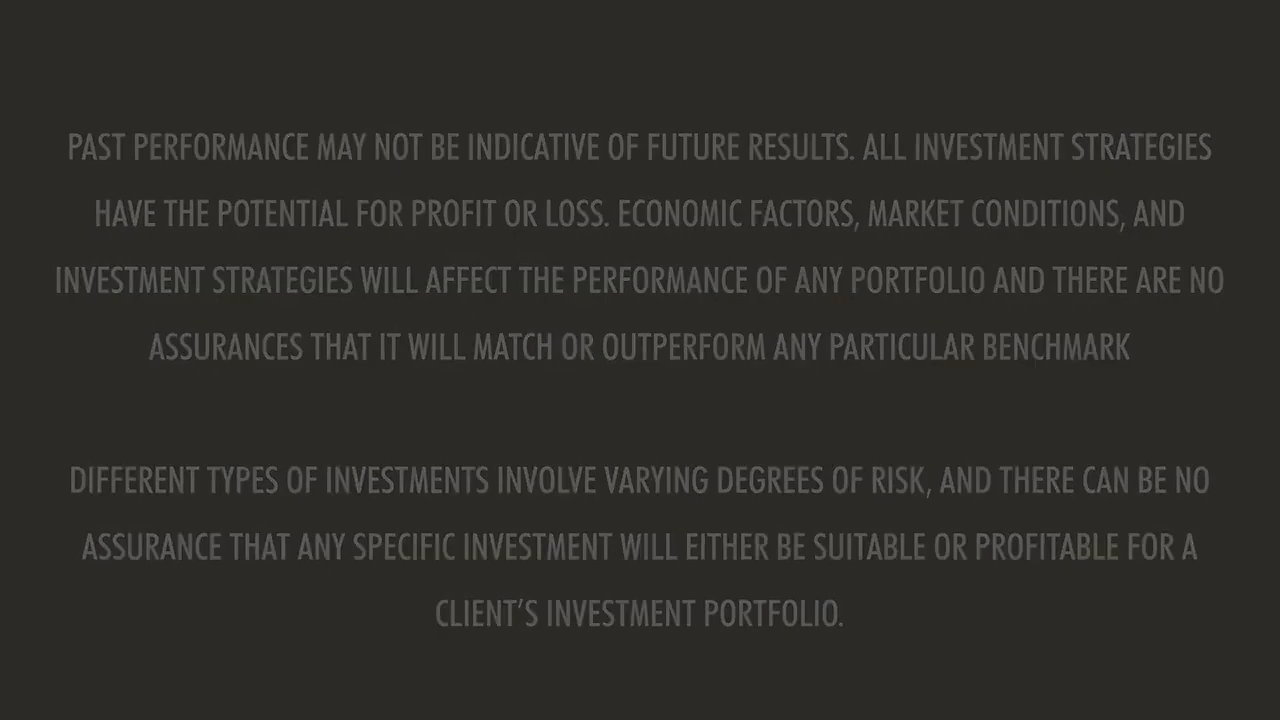 PAST PERFORMANCE MAY NOT BE INDICATIVE OF FUTURE RESULTS. ALL INVESTMENT STRATEGIES
HAVE THE POTENTIAL FOR PROFIT OR LOSS. ECONOMIC FACTORS, MARKET CONDITIONS, AND
INVESTMENT STRATEGIES WILL AFFECT THE PERFORMANCE OF ANY PORTFOLIO AND THERE ARE NO
ASSURANCES THAT IT WILL MATCH OR OUTPERFORM ANY PARTICULAR BENCHMARK
DIFFERENT TYPES OF INVESTMENTS INVOLVE VARYING DEGREES OF RISK, AND THERE CAN BE NO
ASSURANCE THAT ANY SPECIFIC INVESTMENT WILL EITHER BE SUITABLE OR PROFITABLE FOR A
CLIENT’S INVESTMENT PORTFOLIO.